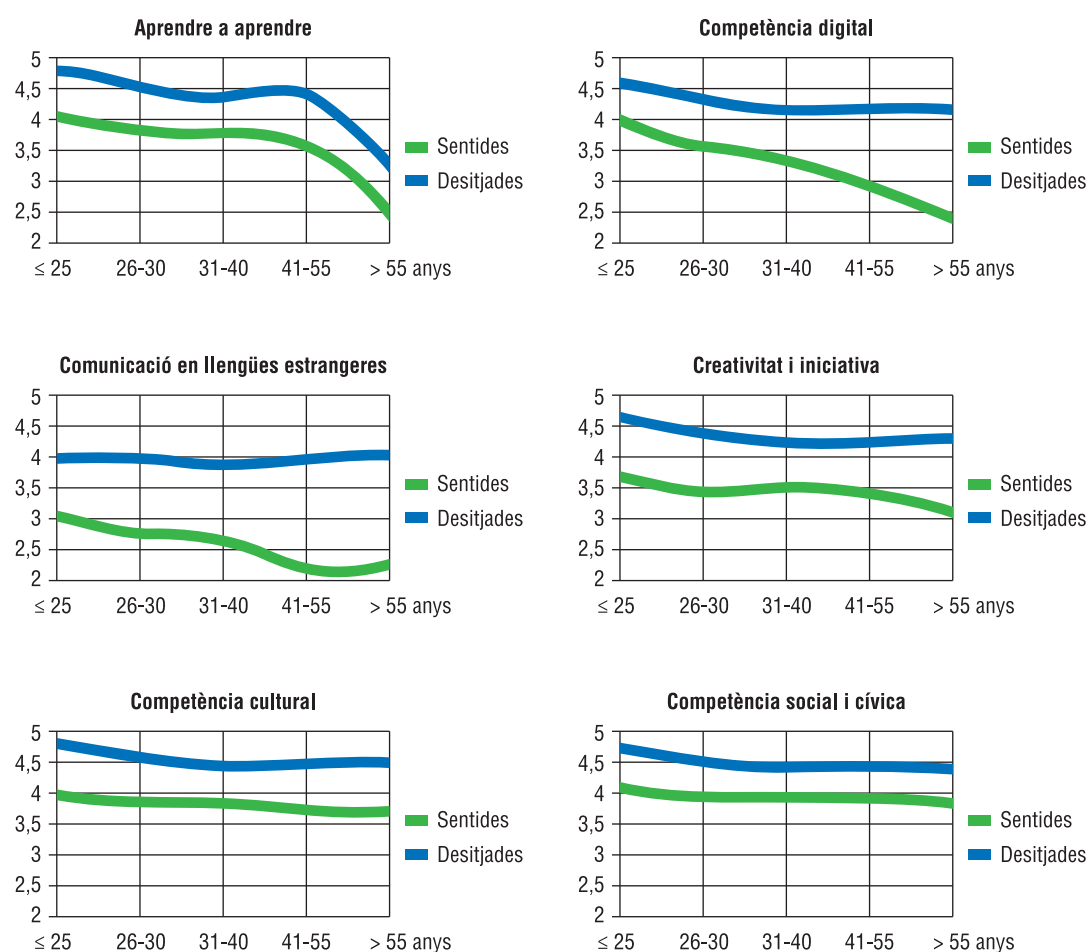 Aprendre a aprendre
5
4,5
4
3,5
3
2,5
2
≤ 25 26-30 31-40 41-55 > 55 anys
Sentides
Desitjades
Competència digital
5
4,5
4
3,5
3
2,5
2
≤ 25 26-30 31-40 41-55 > 55 anys
Sentides
Desitjades
Comunicació en llengües estrangeres
5
4,5
4
3,5
3
2,5
2
≤ 25 26-30 31-40 41-55 > 55 anys
Sentides
Desitjades
Creativitat i iniciativa
5
4,5
4
3,5
3
2,5
2
≤ 25 26-30 31-40 41-55 > 55 anys
Sentides
Desitjades
Competència cultural
5
4,5
4
3,5
3
2,5
2
≤ 25 26-30 31-40 41-55 > 55 anys
Sentides
Desitjades
Competència social i cívica
5
4,5
4
3,5
3
2,5
2
≤ 25 26-30 31-40 41-55 > 55 anys
Sentides
Desitjades